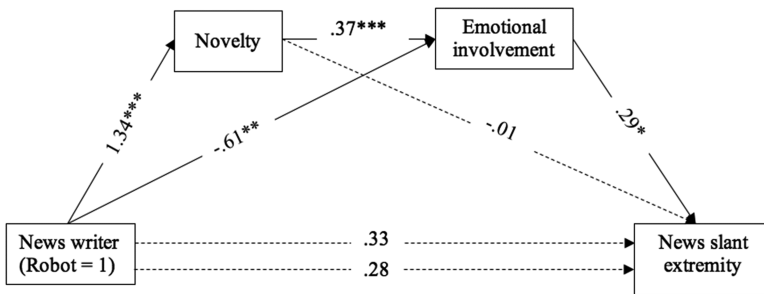 Novelty
.37***
Emotional
involvement
1.34***
-.61**
-.01
.29*
News writer
(Robot = 1)
.33
.28
News slant
extremity